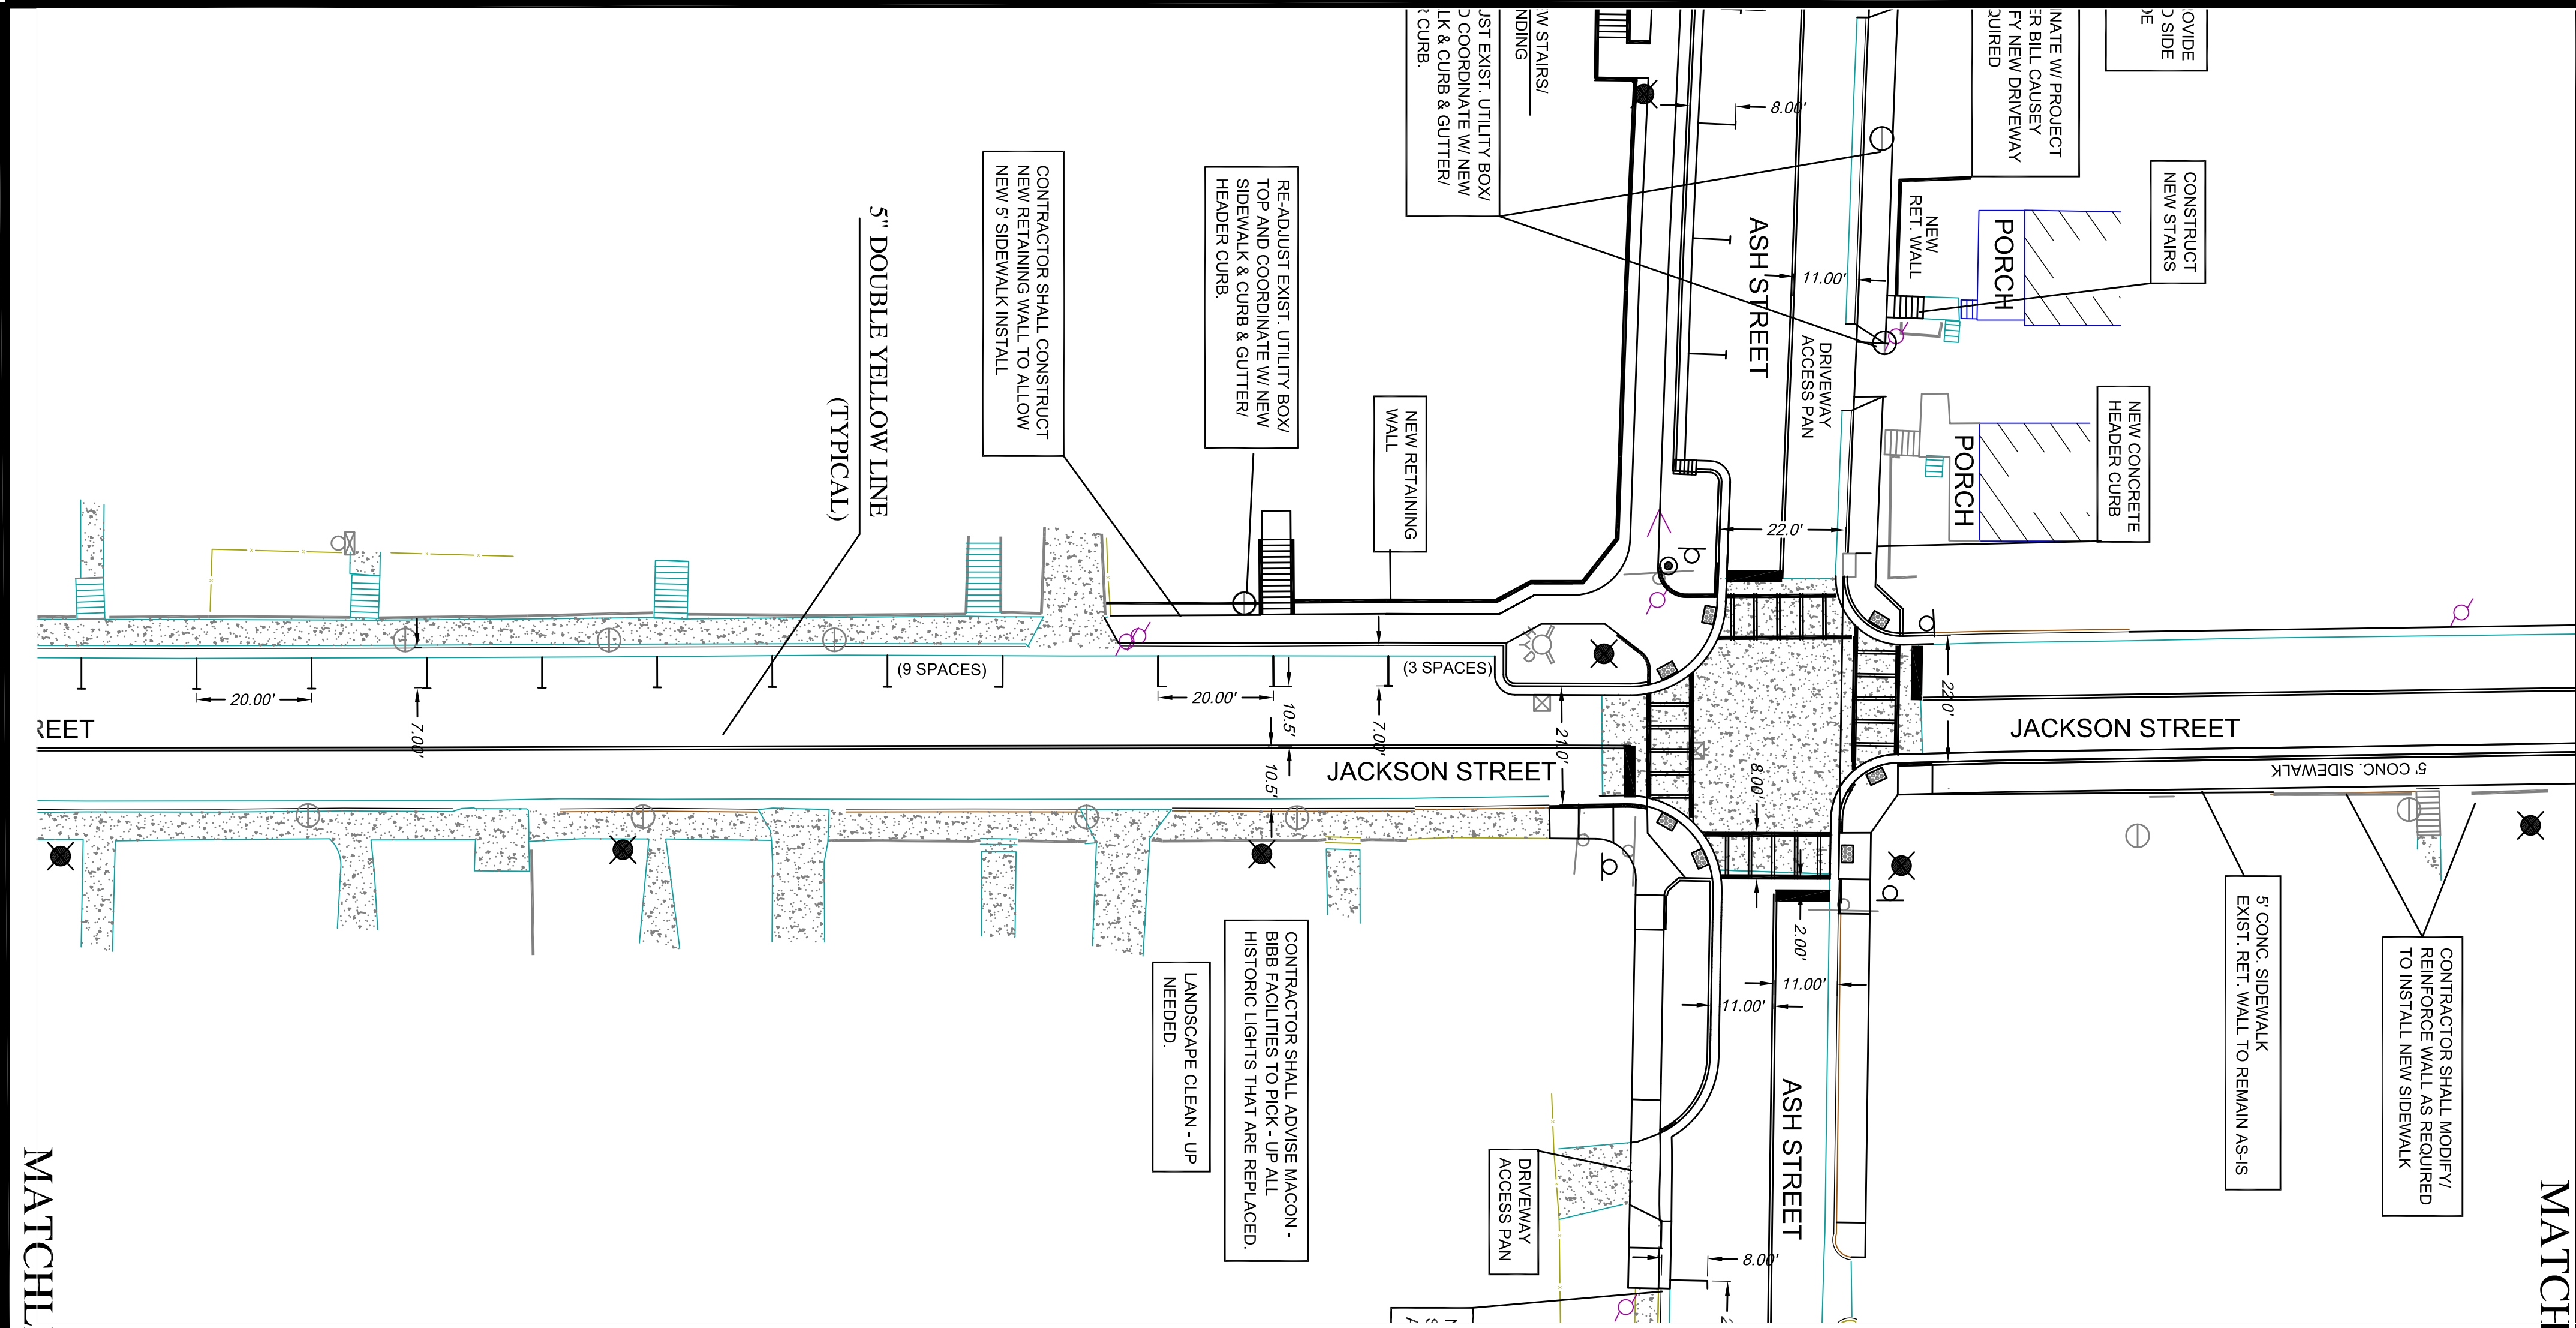 EW STAIRS/
NDING
UST EXIST. UTILITY BOX/
D COORDINATE W/ NEW
LK & CURB & GUTTER/
R CURB.
NATE W/ PROJECT
ER BILL CAUSEY
FY NEW DRIVEWAY
QUIRED
OVIDE
D SIDE
DE
CONSTRUCT
NEW STAIRS
NEW
RET. WALL
PORCH
8.00'
ASH STREET
11.00'
DRIVEWAY
ACCESS PAN
NEW CONCRETE
HEADER CURB
PORCH
22.0'
5" DOUBLE YELLOW LINE
(TYPICAL)
CONTRACTOR SHALL CONSTRUCT
NEW RETAINING WALL TO ALLOW
NEW 5' SIDEWALK INSTALL
RE-ADJUST EXIST. UTILITY BOX/
TOP AND COORDINATE W/ NEW
SIDEWALK & CURB & GUTTER/
HEADER CURB.
NEW RETAINING
WALL
(9 SPACES)
(3 SPACES)
20.00'
7.00'
20.00'
10.5'
7.00'
10.5'
21.0'
22.0'
REET
JACKSON STREET
JACKSON STREET
5' CONC. SIDEWALK
8.00'
2.00'
11.00'
11.00'
ASH STREET
8.00'
5' CONC. SIDEWALK
EXIST. RET. WALL TO REMAIN AS-IS
CONTRACTOR SHALL MODIFY/
REINFORCE WALL AS REQUIRED
TO INSTALL NEW SIDEWALK
CONTRACTOR SHALL ADVISE MACON -
BIBB FACILITIES TO PICK - UP ALL
HISTORIC LIGHTS THAT ARE REPLACED.
LANDSCAPE CLEAN - UP
NEEDED.
DRIVEWAY
ACCESS PAN
MATCHL
MATCH